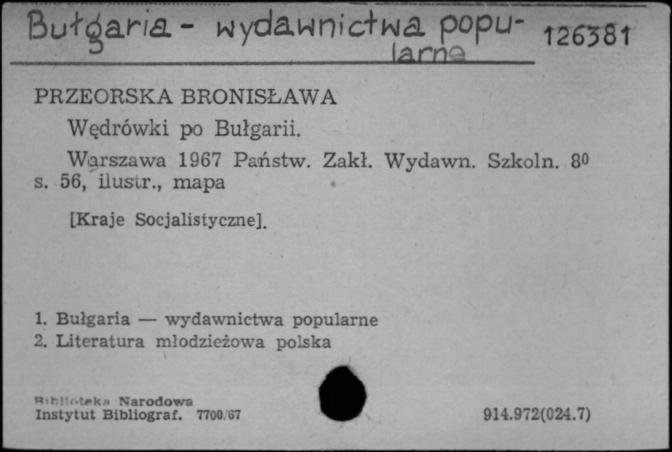 Bułgaria - wydawnictwa popu-
larne
126381
PRZEORSKA BRONISŁAWA
Wędrówki po Bułgarii.
Warszawa 1967 Państw. Zakł. Wydawn. Szkoln. 8⁰
s. 56, ilustr., mapa
[Kraje Socjalistyczne].
1. Bułgaria — wydawnictwa popularne
2. Literatura młodzieżowa polska
Biblioteka Narodowa
Instytut Bibliograf. 7700/67
914.972(024.7)